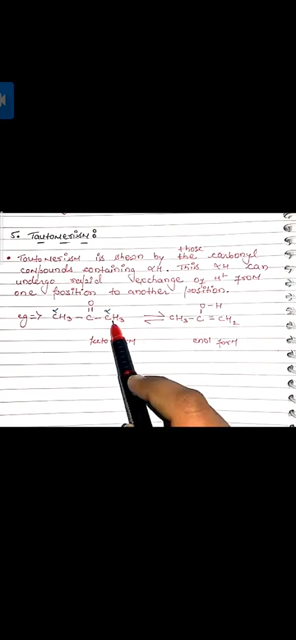 5. Tautomerism:
• Tautomerism is shown by those the carbonyl
compounds containing αH. This αH can
undergo rapid exchange of H⁺ from
one position to another position.
O O-H
eg => CH₃ - C - CH₃ ⇌ CH₃ - C = CH₂
enol form